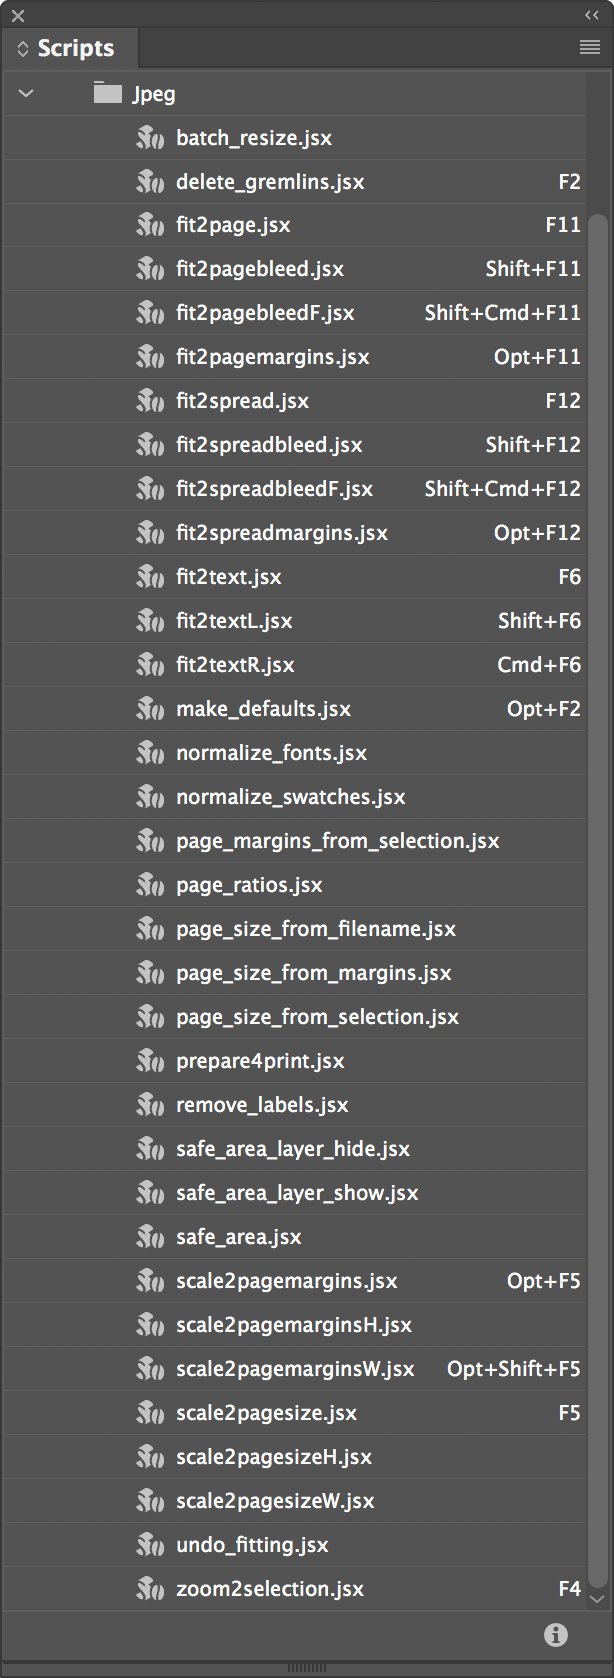 Scripts
Jpeg
batch_resize.jsx
delete_gremlins.jsx F2
fit2page.jsx F11
fit2pagebleed.jsx Shift+F11
fit2pagebleedF.jsx Shift+Cmd+F11
fit2pagemargins.jsx Opt+F11
fit2spread.jsx F12
fit2spreadbleed.jsx Shift+F12
fit2spreadbleedF.jsx Shift+Cmd+F12
fit2spreadmargins.jsx Opt+F12
fit2text.jsx F6
fit2textL.jsx Shift+F6
fit2textR.jsx Cmd+F6
make_defaults.jsx Opt+F2
normalize_fonts.jsx
normalize_swatches.jsx
page_margins_from_selection.jsx
page_ratios.jsx
page_size_from_filename.jsx
page_size_from_margins.jsx
page_size_from_selection.jsx
prepare4print.jsx
remove_labels.jsx
safe_area_layer_hide.jsx
safe_area_layer_show.jsx
safe_area.jsx
scale2pagemargins.jsx Opt+F5
scale2pagemarginsH.jsx
scale2pagemarginsW.jsx Opt+Shift+F5
scale2pagesize.jsx F5
scale2pagesizeH.jsx
scale2pagesizeW.jsx
undo_fitting.jsx
zoom2selection.jsx F4